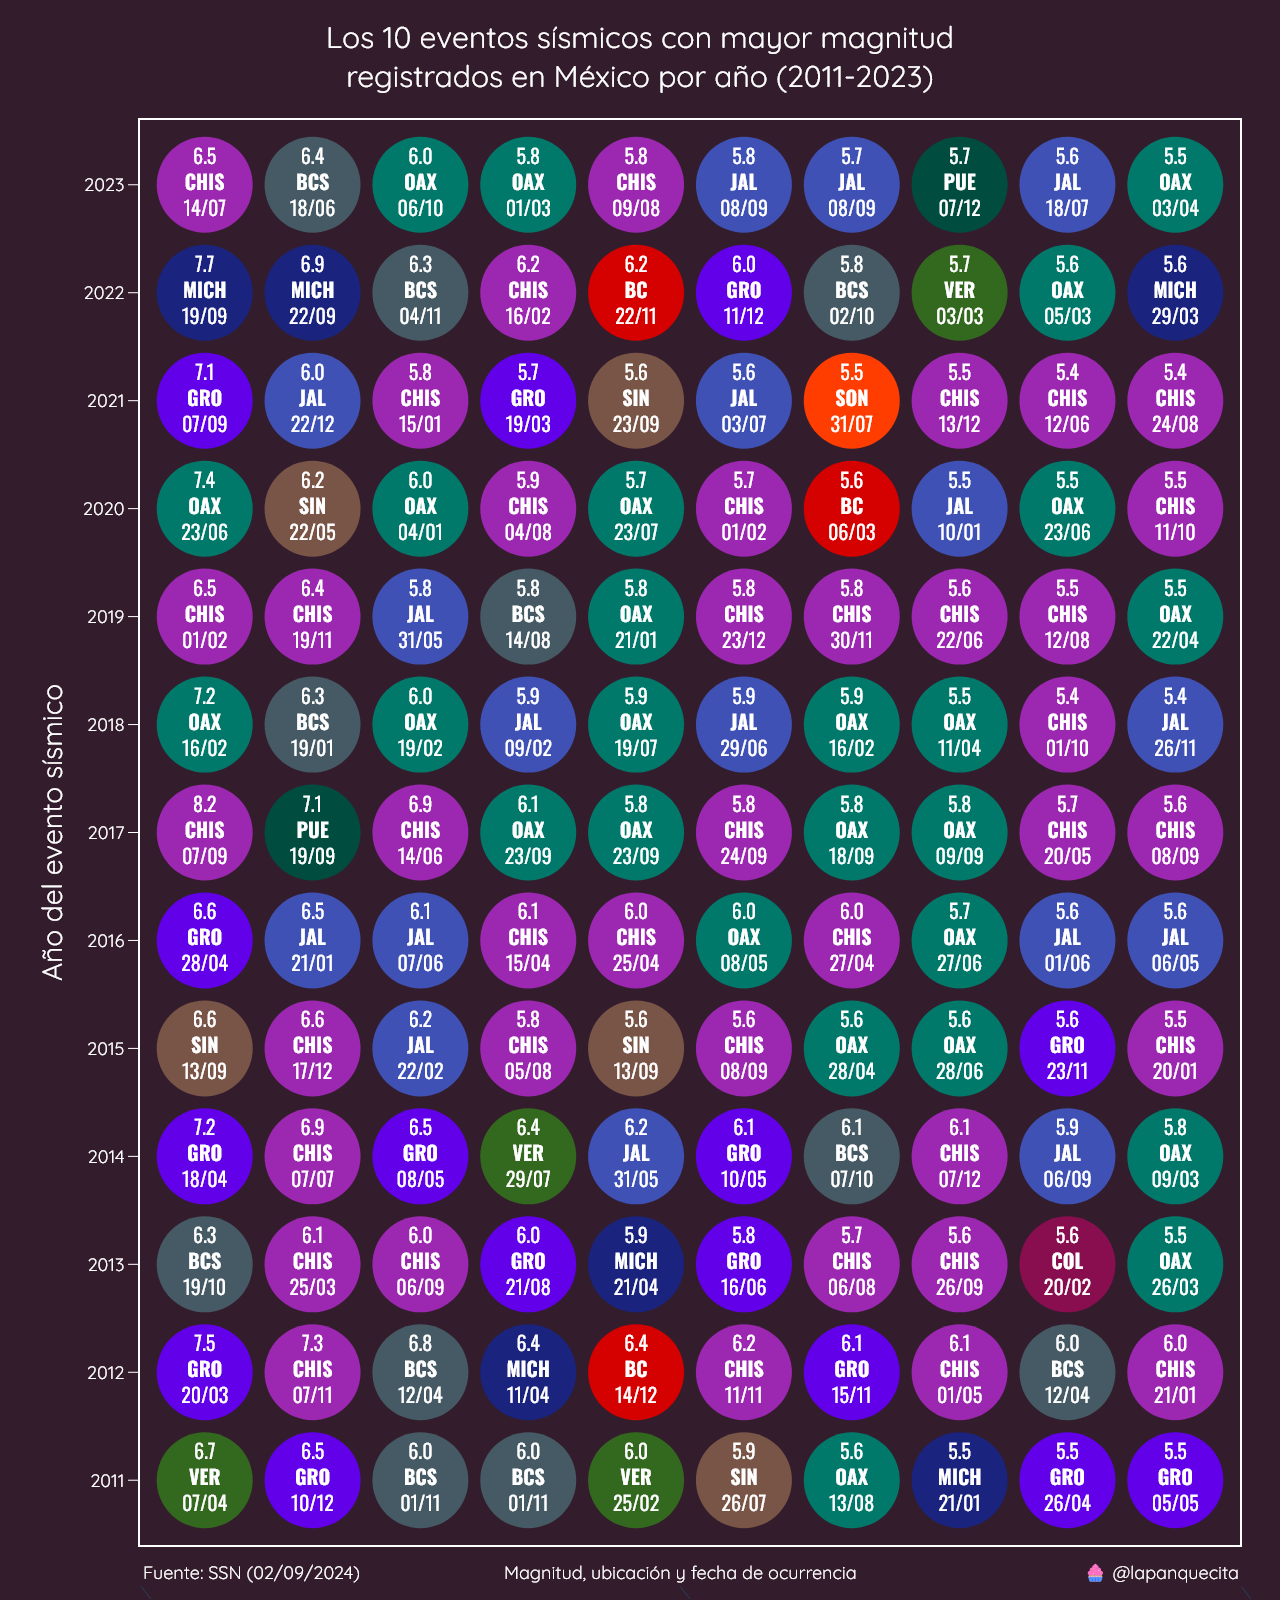 Los 10 eventos sísmicos con mayor magnitud
registrados en México por año (2011-2023)
Año del evento sísmico
2023
6.5 CHIS 14/07
6.4 BCS 18/06
6.0 OAX 06/10
5.8 OAX 01/03
5.8 CHIS 09/08
5.8 JAL 08/09
5.7 JAL 08/09
5.7 PUE 07/12
5.6 JAL 18/07
5.5 OAX 03/04
2022
7.7 MICH 19/09
6.9 MICH 22/09
6.3 BCS 04/11
6.2 CHIS 16/02
6.2 BC 22/11
6.0 GRO 11/12
5.8 BCS 02/10
5.7 VER 03/03
5.6 OAX 05/03
5.6 MICH 29/03
2021
7.1 GRO 07/09
6.0 JAL 22/12
5.8 CHIS 15/01
5.7 GRO 19/03
5.6 SIN 23/09
5.6 JAL 03/07
5.5 SON 31/07
5.5 CHIS 13/12
5.4 CHIS 12/06
5.4 CHIS 24/08
2020
7.4 OAX 23/06
6.2 SIN 22/05
6.0 OAX 04/01
5.9 CHIS 04/08
5.7 OAX 23/07
5.7 CHIS 01/02
5.6 BC 06/03
5.5 JAL 10/01
5.5 OAX 23/06
5.5 CHIS 11/10
2019
6.5 CHIS 01/02
6.4 CHIS 19/11
5.8 JAL 31/05
5.8 BCS 14/08
5.8 OAX 21/01
5.8 CHIS 23/12
5.8 CHIS 30/11
5.6 CHIS 22/06
5.5 CHIS 12/08
5.5 OAX 22/04
2018
7.2 OAX 16/02
6.3 BCS 19/01
6.0 OAX 19/02
5.9 JAL 09/02
5.9 OAX 19/07
5.9 JAL 29/06
5.9 OAX 16/02
5.5 OAX 11/04
5.4 CHIS 01/10
5.4 JAL 26/11
2017
8.2 CHIS 07/09
7.1 PUE 19/09
6.9 CHIS 14/06
6.1 OAX 23/09
5.8 OAX 23/09
5.8 CHIS 24/09
5.8 OAX 18/09
5.8 OAX 09/09
5.7 CHIS 20/05
5.6 CHIS 08/09
2016
6.6 GRO 28/04
6.5 JAL 21/01
6.1 JAL 07/06
6.1 CHIS 15/04
6.0 CHIS 25/04
6.0 OAX 08/05
6.0 CHIS 27/04
5.7 OAX 27/06
5.6 JAL 01/06
5.6 JAL 06/05
2015
6.6 SIN 13/09
6.6 CHIS 17/12
6.2 JAL 22/02
5.8 CHIS 05/08
5.6 SIN 13/09
5.6 CHIS 08/09
5.6 OAX 28/04
5.6 OAX 28/06
5.6 GRO 23/11
5.5 CHIS 20/01
2014
7.2 GRO 18/04
6.9 CHIS 07/07
6.5 GRO 08/05
6.4 VER 29/07
6.2 JAL 31/05
6.1 GRO 10/05
6.1 BCS 07/10
6.1 CHIS 07/12
5.9 JAL 06/09
5.8 OAX 09/03
2013
6.3 BCS 19/10
6.1 CHIS 25/03
6.0 CHIS 06/09
6.0 GRO 21/08
5.9 MICH 21/04
5.8 GRO 16/06
5.7 CHIS 06/08
5.6 CHIS 26/09
5.6 COL 20/02
5.5 OAX 26/03
2012
7.5 GRO 20/03
7.3 CHIS 07/11
6.8 BCS 12/04
6.4 MICH 11/04
6.4 BC 14/12
6.2 CHIS 11/11
6.1 GRO 15/11
6.1 CHIS 01/05
6.0 BCS 12/04
6.0 CHIS 21/01
2011
6.7 VER 07/04
6.5 GRO 10/12
6.0 BCS 01/11
6.0 BCS 01/11
6.0 VER 25/02
5.9 SIN 26/07
5.6 OAX 13/08
5.5 MICH 21/01
5.5 GRO 26/04
5.5 GRO 05/05
Fuente: SSN (02/09/2024)
Magnitud, ubicación y fecha de ocurrencia
@lapanquecita